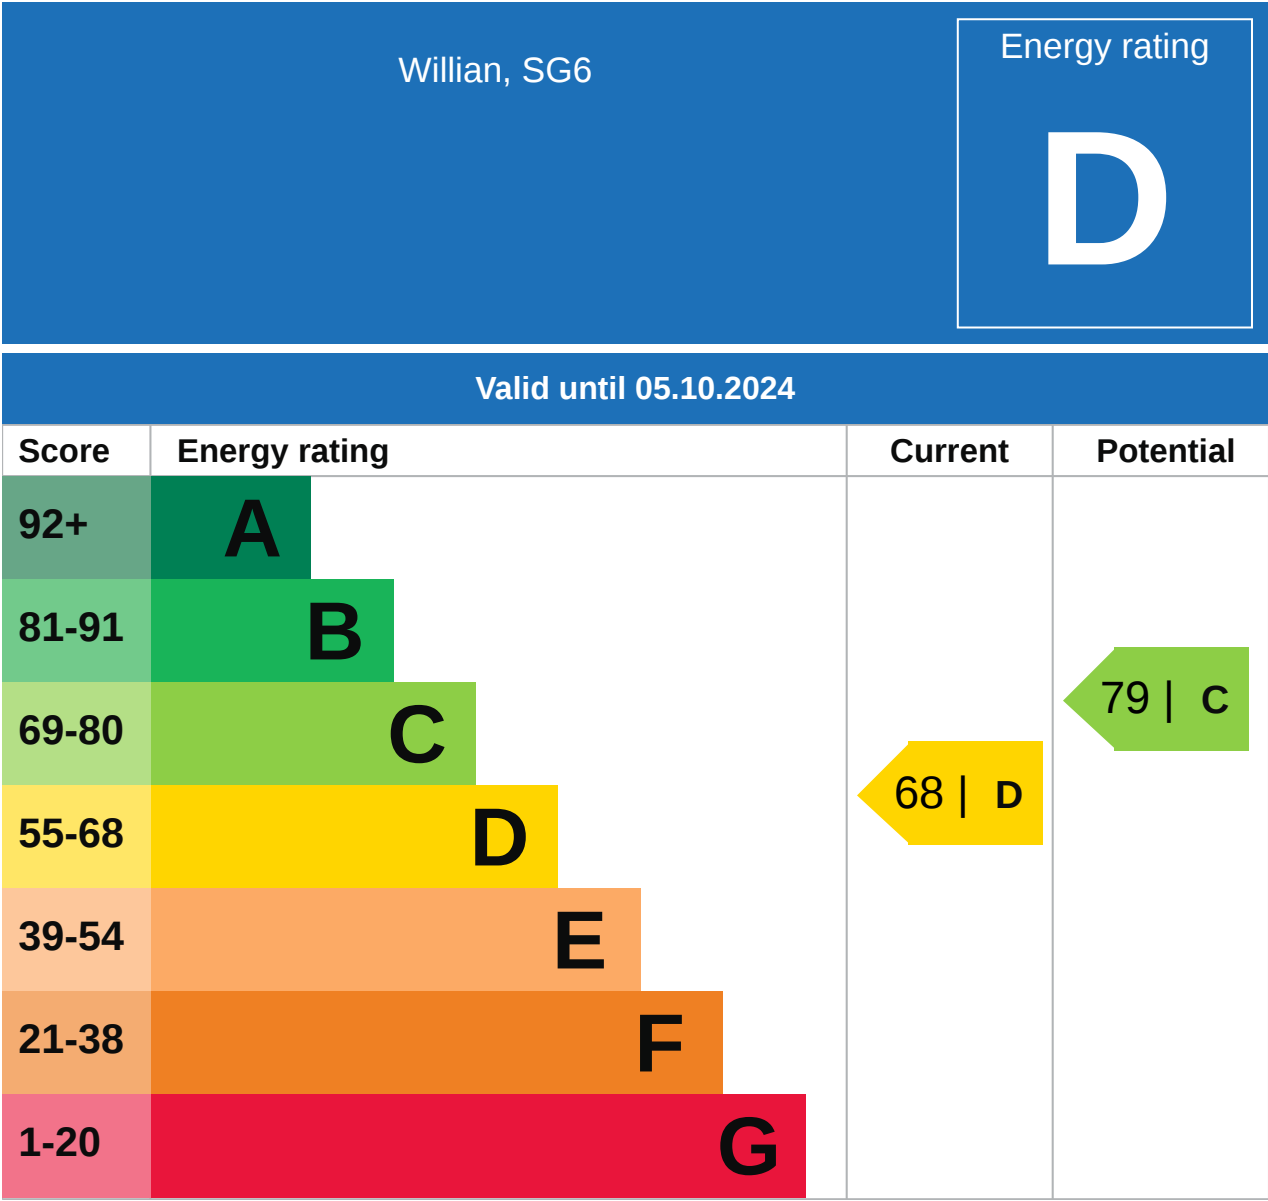 Willian, SG6
Energy rating
D
Valid until 05.10.2024
Score Energy rating Current Potential
92+ A
81-91 B
79 | C
69-80 C
68 | D
55-68 D
39-54 E
21-38 F
1-20 G